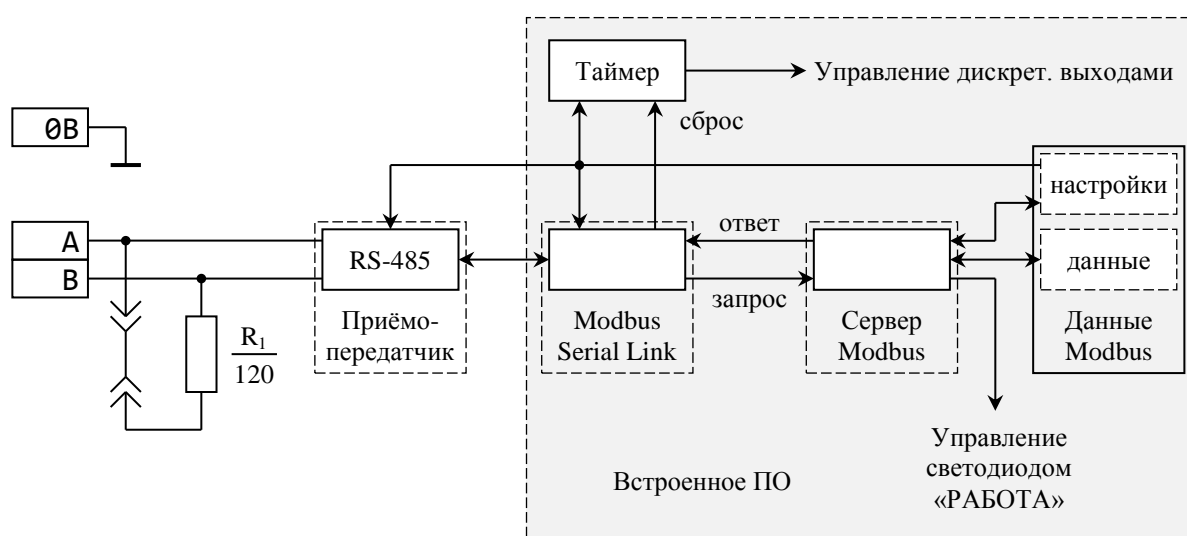 Таймер
Управление дискрет. выходами
сброс
0В
настройки
A
B
RS-485
ответ
запрос
данные
Приёмо-
передатчик
Modbus
Serial Link
Сервер
Modbus
Данные
Modbus
R1
120
Управление
светодиодом
«РАБОТА»
Встроенное ПО